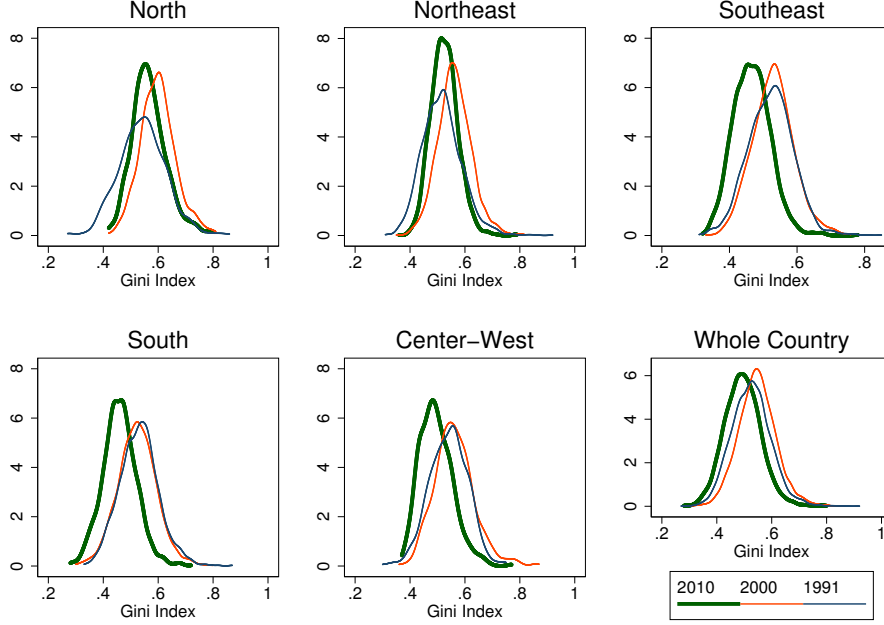 North
8
6
4
2
0
.2 .4 .6 .8 1
Gini Index
Northeast
8
6
4
2
0
.2 .4 .6 .8 1
Gini Index
Southeast
8
6
4
2
0
.2 .4 .6 .8
Gini Index
South
8
6
4
2
0
.2 .4 .6 .8 1
Gini Index
Center−West
8
6
4
2
0
.2 .4 .6 .8 1
Gini Index
Whole Country
6
4
2
0
.2 .4 .6 .8 1
Gini Index
2010 2000 1991